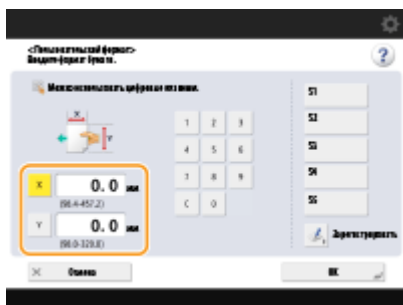 <Пользовательский формат>
Введите формат бумаги.
Можно использовать цифровые клавиши.
X
Y
1 2 3
4 5 6
7 8 9
C 0
X 0. 0 мм
(98.4-457.2)
Y 0. 0 мм
(98.0-329.8)
S1
S2
S3
S4
S5
Зарегистрировать
Отмена
OK